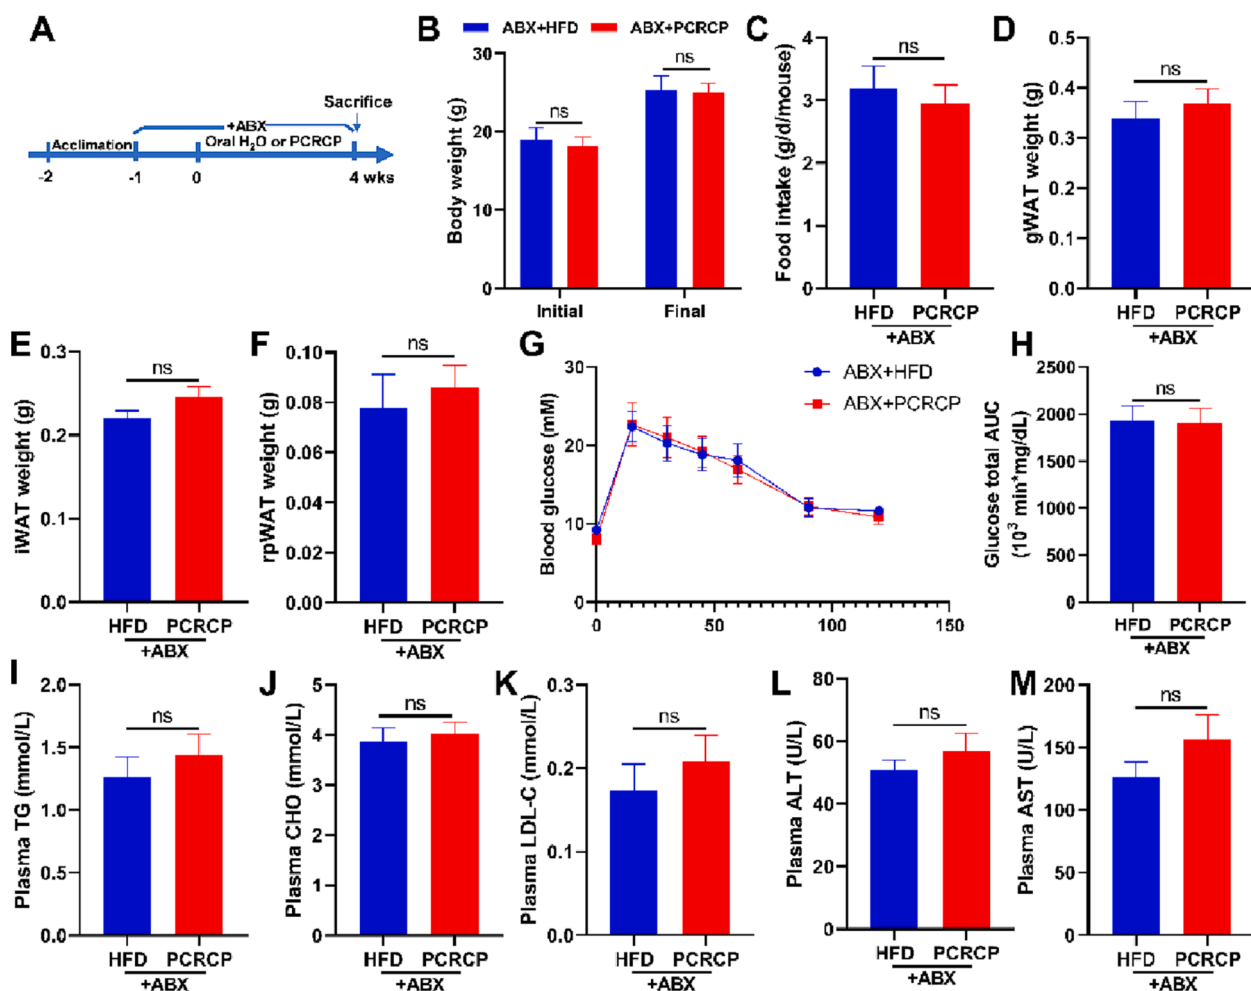 A
Sacrifice
+ABX
Acclimation
Oral H₂O or PCRCP
-2
-1
0
4 wks
B
ABX+HFD
ABX+PCRCP
Body weight (g)
30
20
10
0
ns
ns
Initial
Final
C
Food intake (g/d/mouse)
4
3
2
1
0
ns
HFD
PCRCP
+ABX
D
gWAT weight (g)
0.5
0.4
0.3
0.2
0.1
0.0
ns
HFD
PCRCP
+ABX
E
iWAT weight (g)
0.3
0.2
0.1
0.0
ns
HFD
PCRCP
+ABX
F
rpWAT weight (g)
0.10
0.08
0.06
0.04
0.02
0.00
ns
HFD
PCRCP
+ABX
G
Blood glucose (mM)
30
20
10
0
ABX+HFD
ABX+PCRCP
0
50
100
150
H
Glucose total AUC
(10³ min*mg/dL)
2500
2000
1500
1000
500
0
ns
HFD
PCRCP
+ABX
I
Plasma TG (mmol/L)
2.0
1.5
1.0
0.5
0.0
ns
HFD
PCRCP
+ABX
J
Plasma CHO (mmol/L)
5
4
3
2
1
0
ns
HFD
PCRCP
+ABX
K
Plasma LDL-C (mmol/L)
0.3
0.2
0.1
0.0
ns
HFD
PCRCP
+ABX
L
Plasma ALT (U/L)
80
60
40
20
0
ns
HFD
PCRCP
+ABX
M
Plasma AST (U/L)
200
150
100
50
0
ns
HFD
PCRCP
+ABX